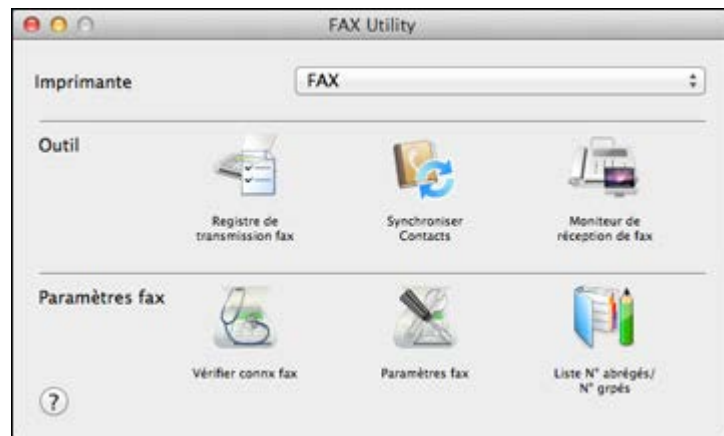 FAX Utility
Imprimante
FAX
Outil
Registre de
transmission fax
Synchroniser
Contacts
Moniteur de
réception de fax
Paramètres fax
Vérifier connx fax
Paramètres fax
Liste N° abrégés/
N° grpés
?